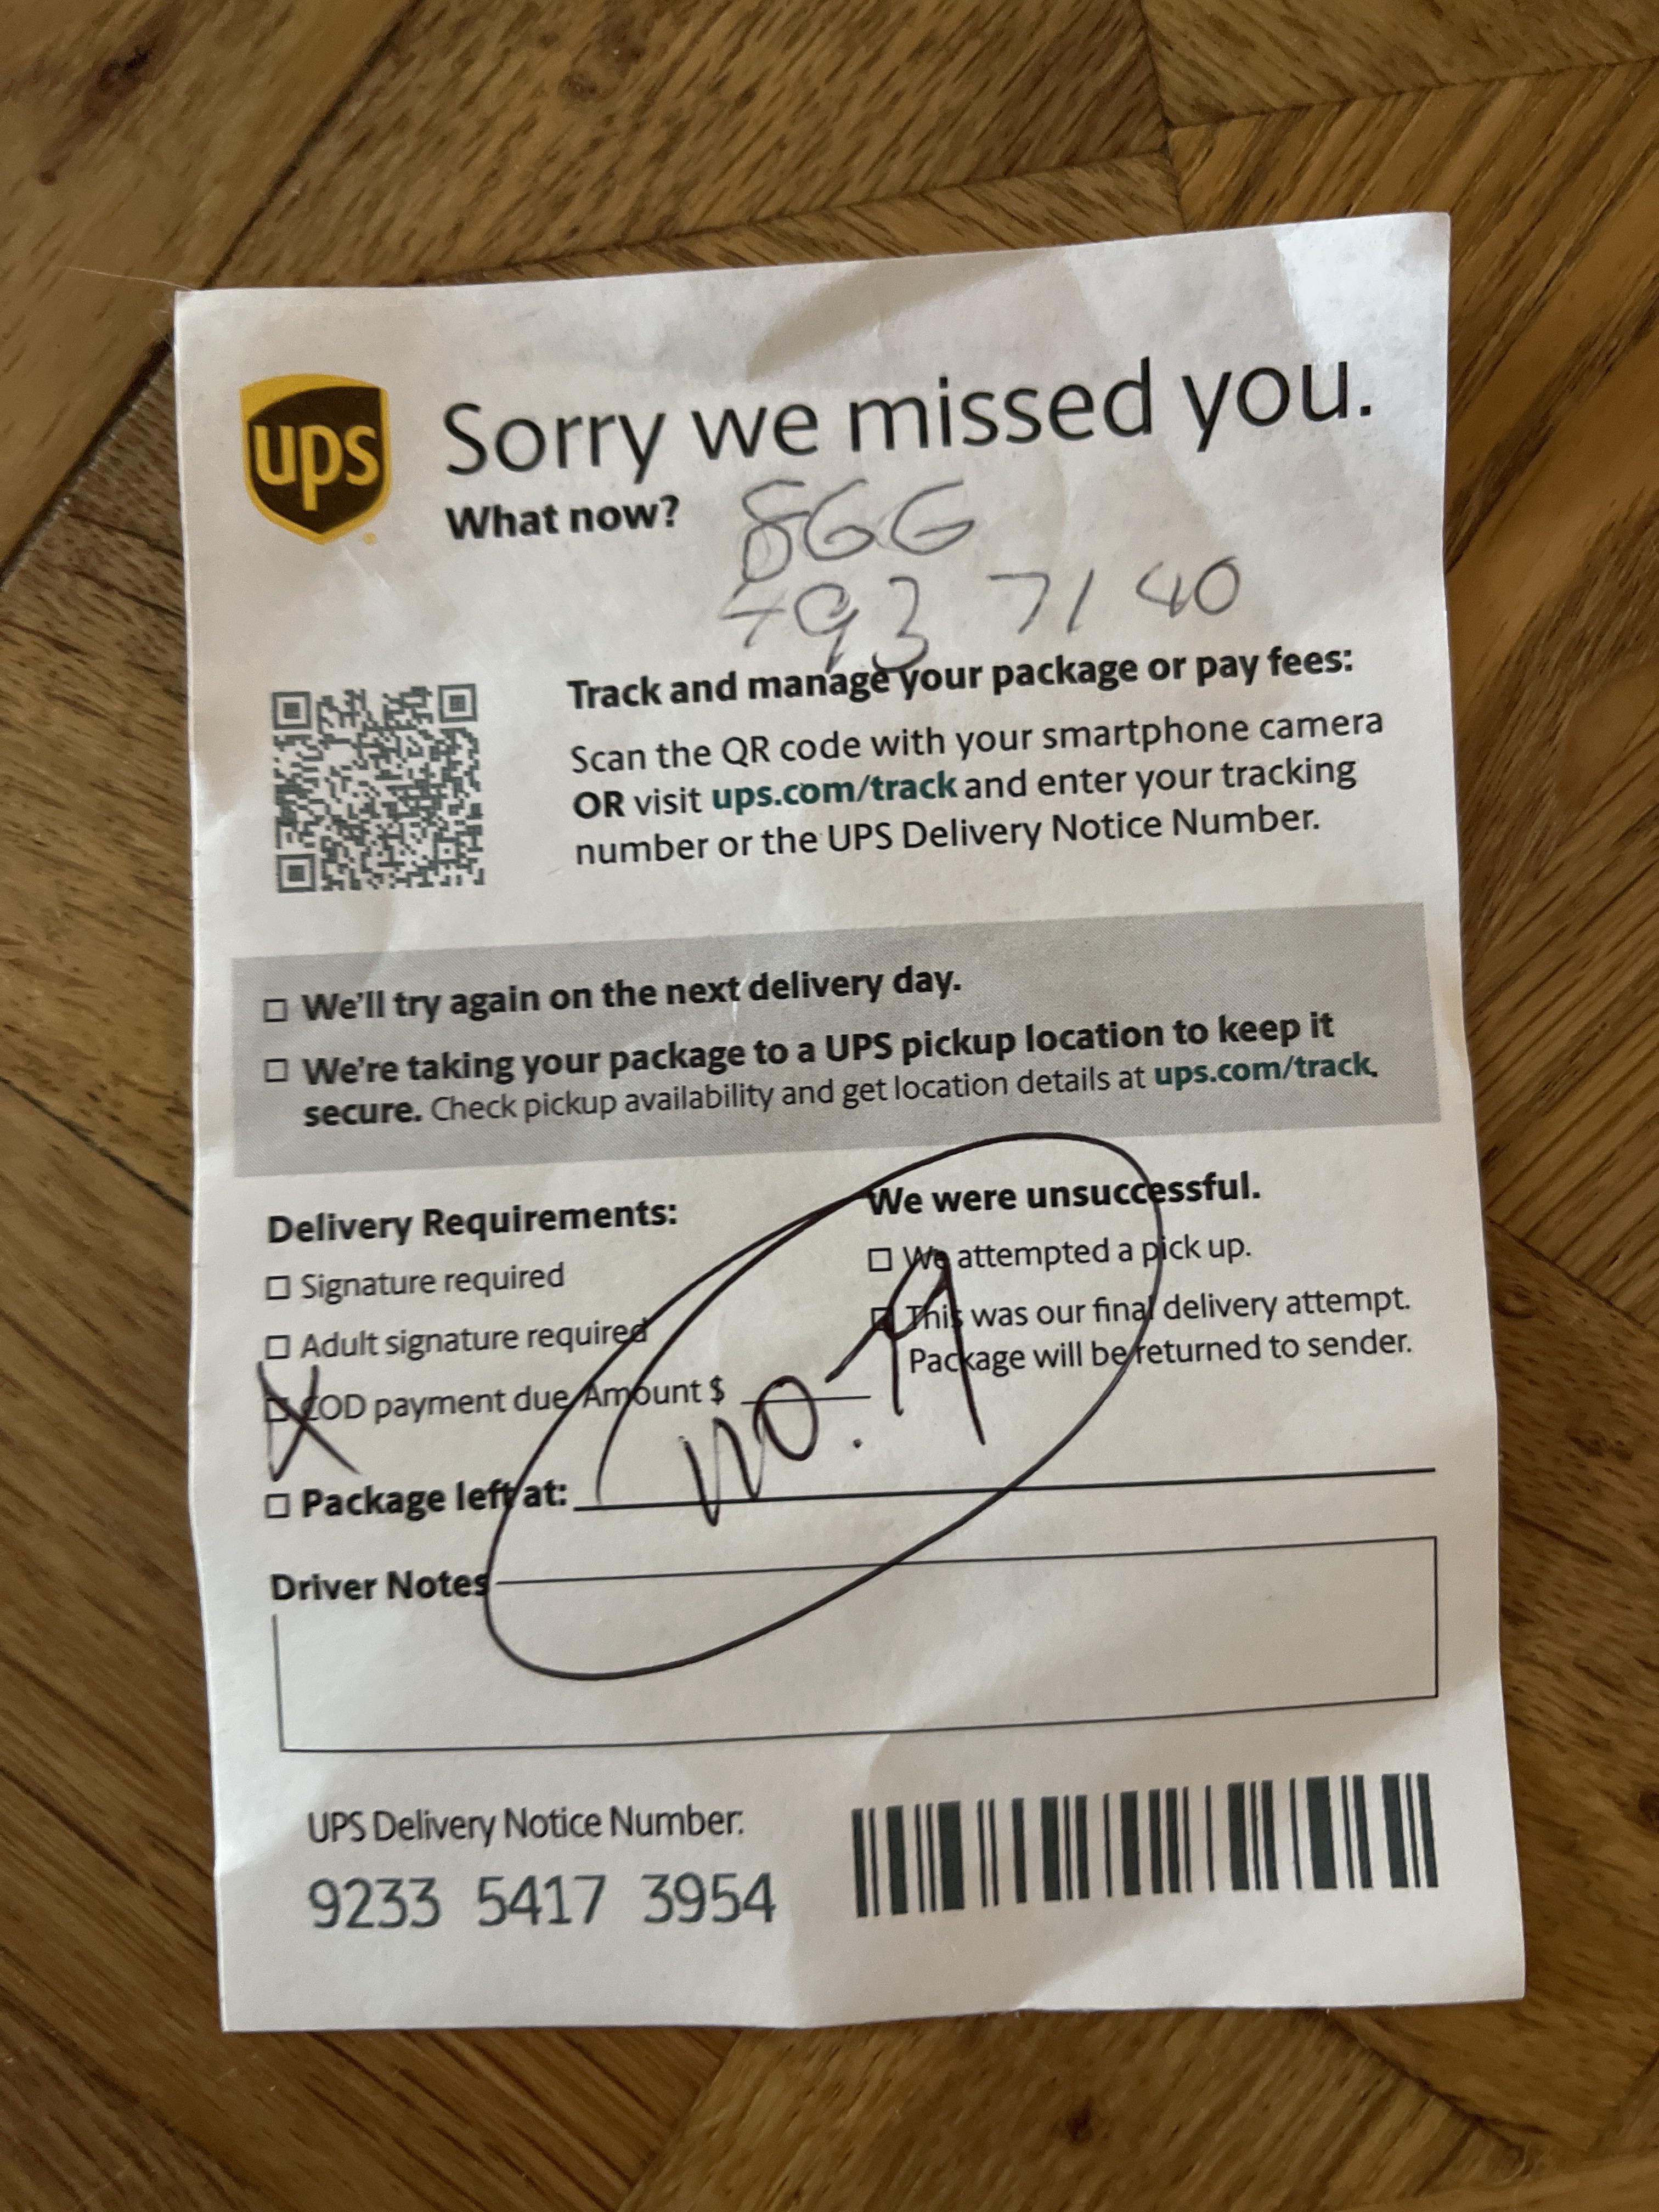 ups
Sorry we missed you.
What now?
866
493 7140
Track and manage your package or pay fees:
Scan the QR code with your smartphone camera
OR visit ups.com/track and enter your tracking
number or the UPS Delivery Notice Number.
☐ We'll try again on the next delivery day.
☐ We're taking your package to a UPS pickup location to keep it
secure. Check pickup availability and get location details at ups.com/track.
Delivery Requirements:
☐ Signature required
☐ Adult signature required
☐ COD payment due Amount $
☐ Package left at:
We were unsuccessful.
☐ We attempted a pick up.
☐ This was our final delivery attempt.
Package will be returned to sender.
Driver Notes
UPS Delivery Notice Number:
9233 5417 3954